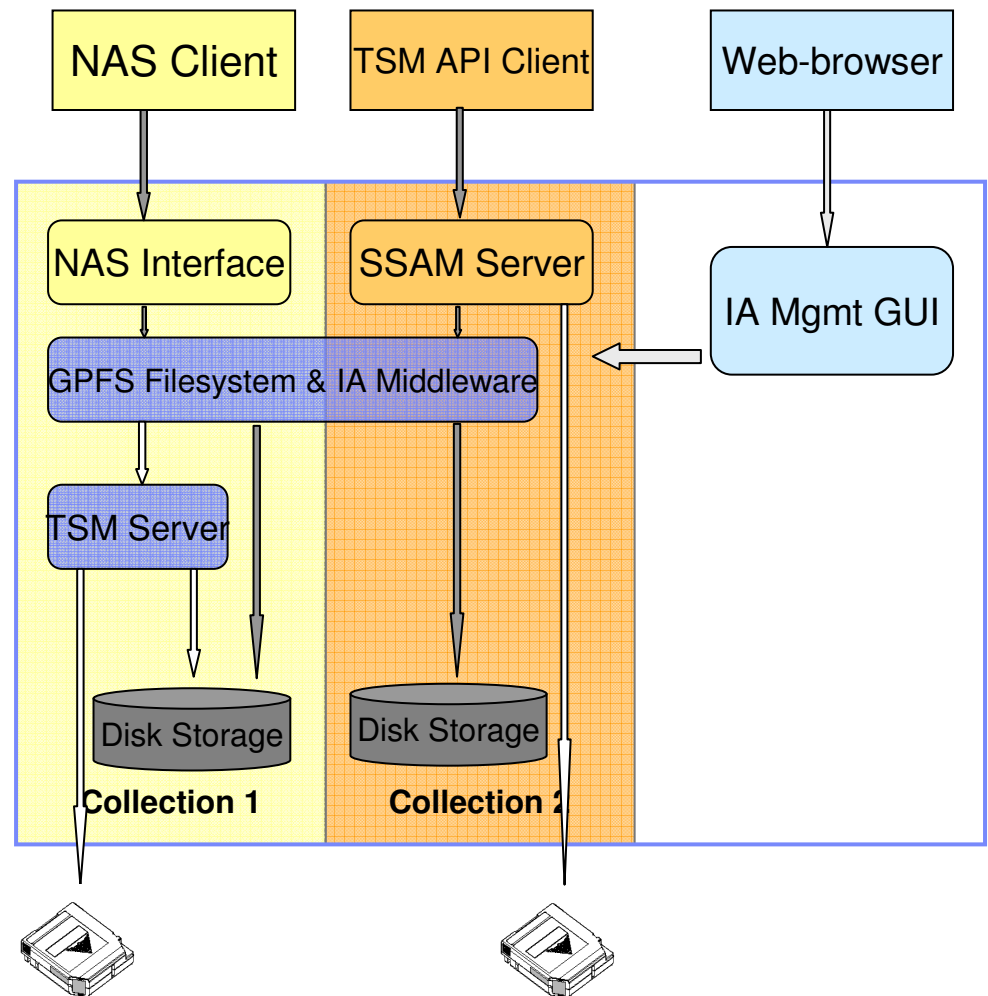 NAS Client
TSM API Client
Web-browser
NAS Interface
SSAM Server
IA Mgmt GUI
GPFS Filesystem & IA Middleware
TSM Server
Disk Storage
Disk Storage
Collection 1
Collection 2